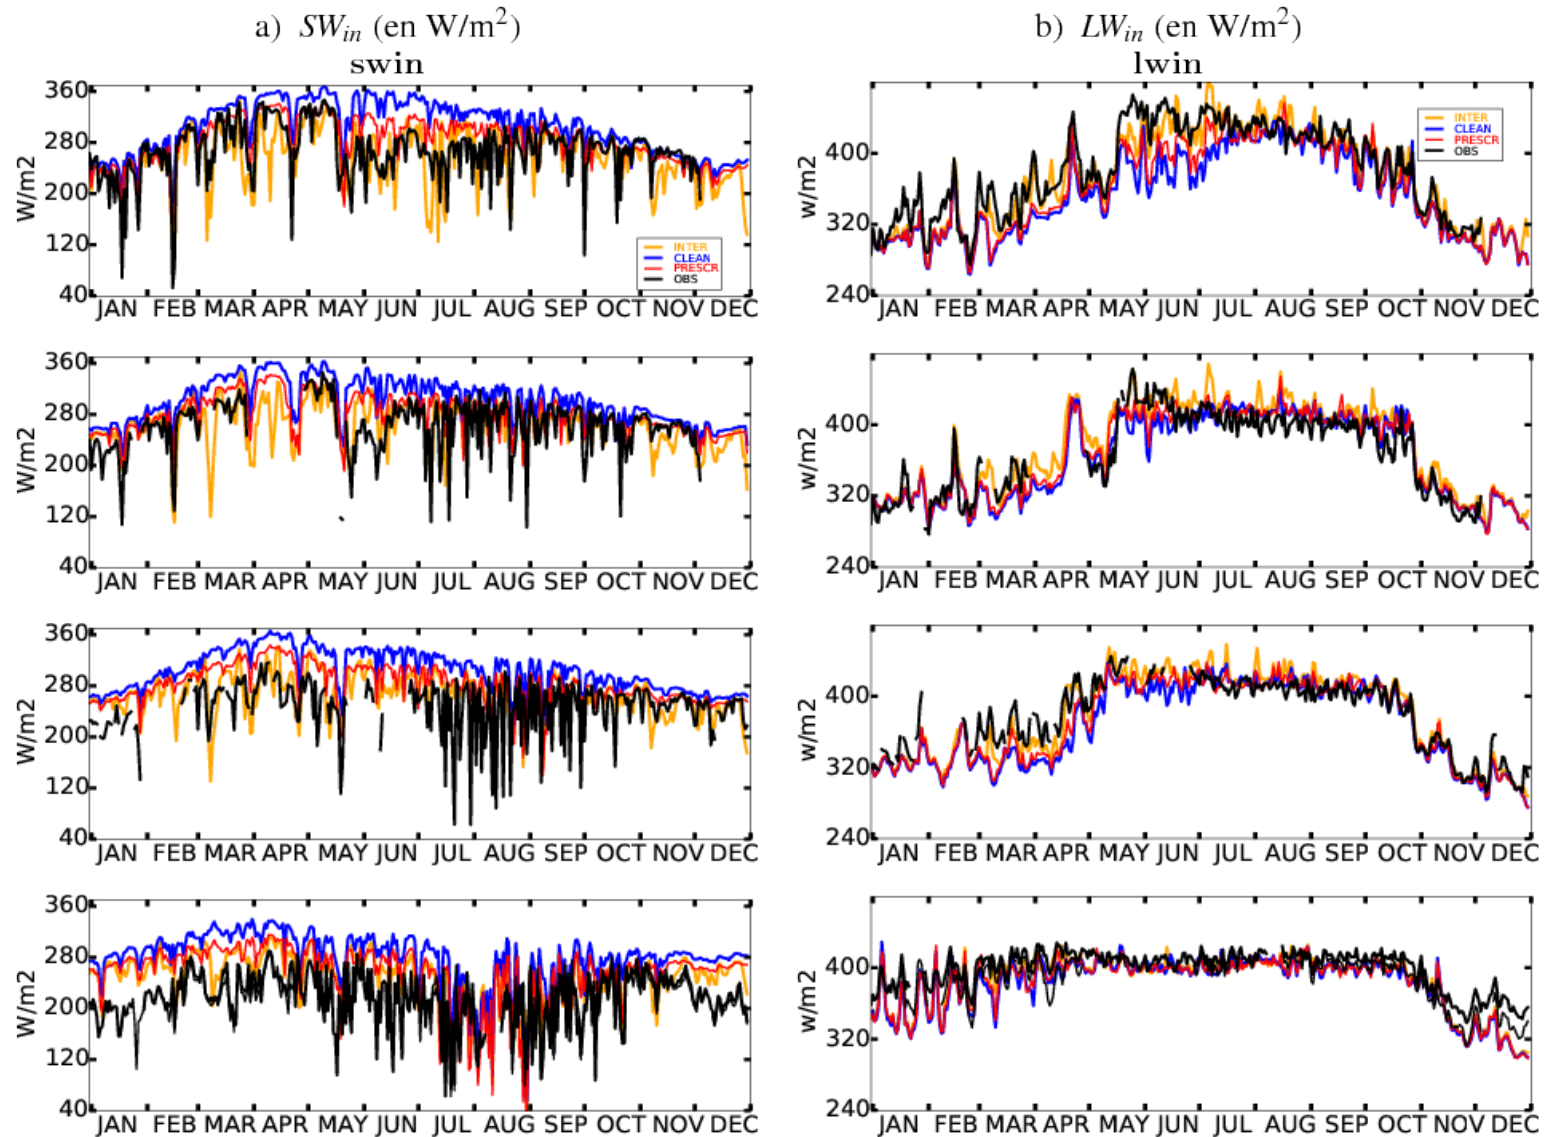 a) SWin (en W/m2)
swin
b) LWin (en W/m2)
lwin
360
280
200
120
40
W/m2
INTER
CLEAN
PRESCR
OBS
JAN FEB MAR APR MAY JUN JUL AUG SEP OCT NOV DEC
400
320
240
w/m2
INTER
CLEAN
PRESCR
OBS
JAN FEB MAR APR MAY JUN JUL AUG SEP OCT NOV DEC
360
280
200
120
40
W/m2
JAN FEB MAR APR MAY JUN JUL AUG SEP OCT NOV DEC
400
320
240
w/m2
JAN FEB MAR APR MAY JUN JUL AUG SEP OCT NOV DEC
360
280
200
120
40
W/m2
JAN FEB MAR APR MAY JUN JUL AUG SEP OCT NOV DEC
400
320
240
w/m2
JAN FEB MAR APR MAY JUN JUL AUG SEP OCT NOV DEC
360
280
200
120
40
W/m2
JAN FEB MAR APR MAY JUN JUL AUG SEP OCT NOV DEC
400
320
240
w/m2
JAN FEB MAR APR MAY JUN JUL AUG SEP OCT NOV DEC